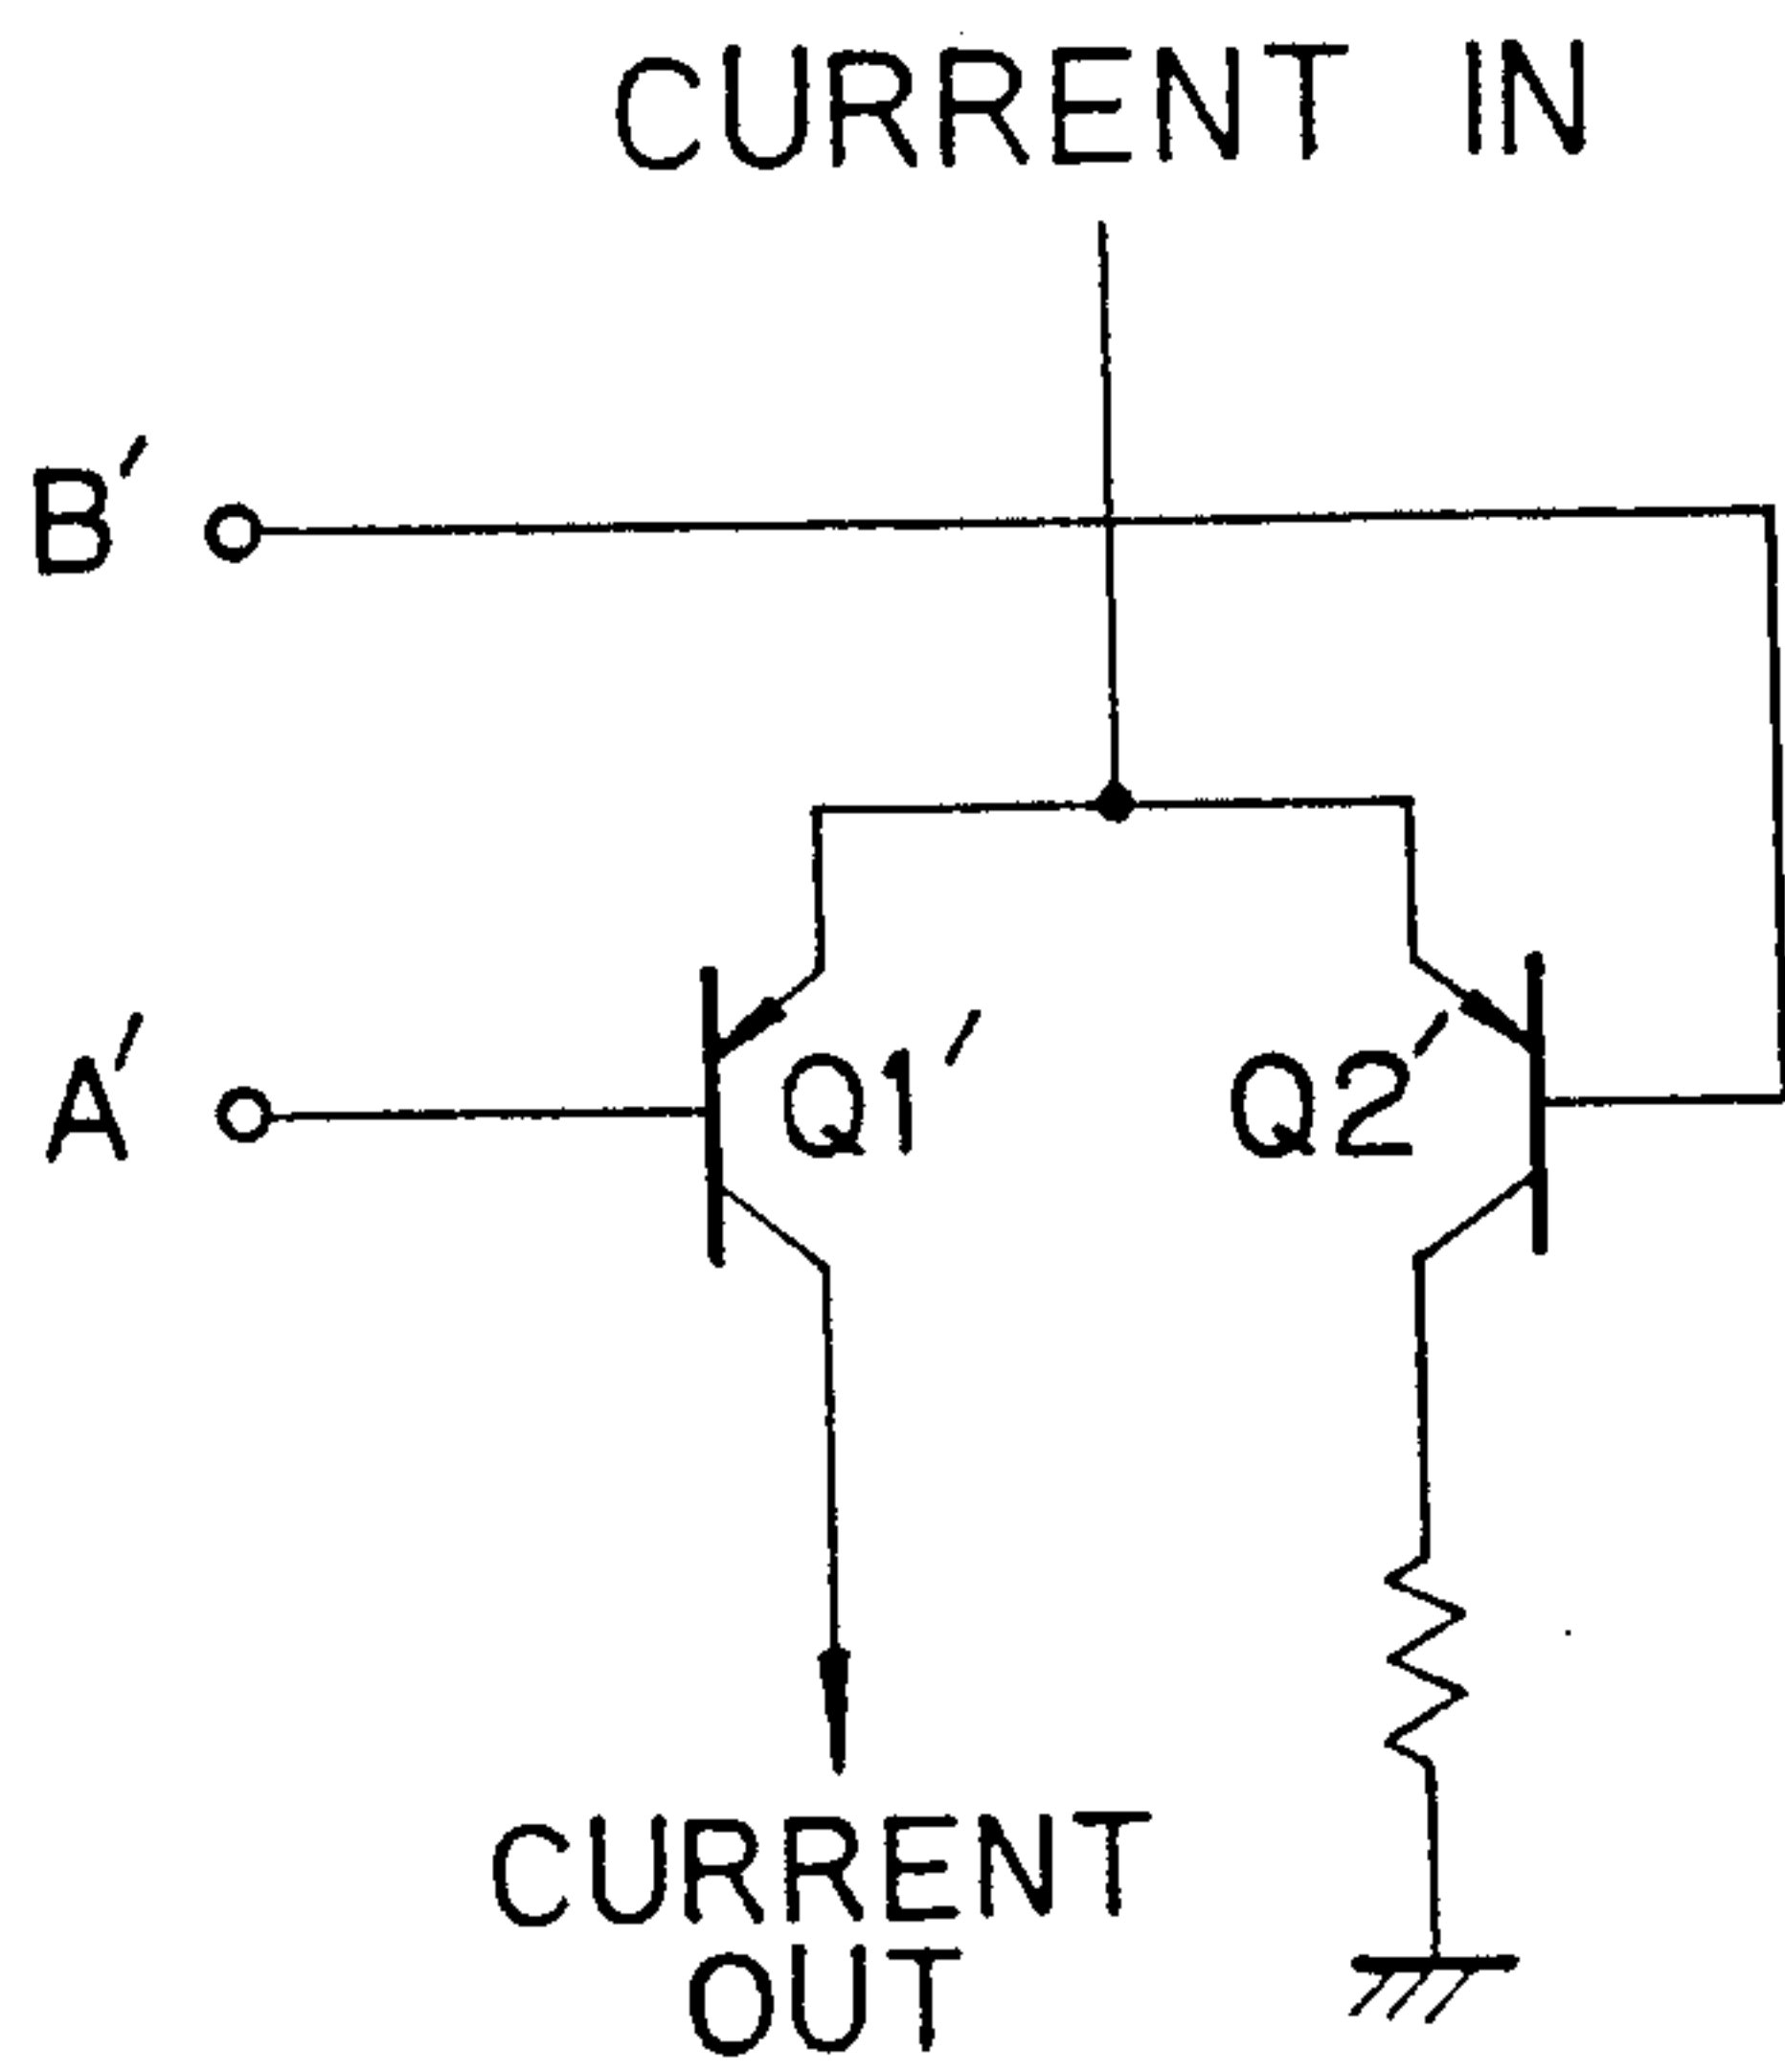 CURRENT IN
B′
A′
Q1′
Q2′
CURRENT
OUT